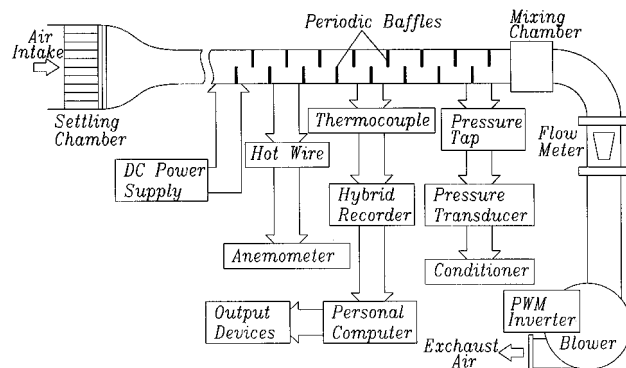 Air
Intake
Periodic Baffles
Mixing
Chamber
Settling
Chamber
Thermocouple
Pressure
Tap
Flow
Meter
Hot Wire
DC Power
Supply
Hybrid
Recorder
Pressure
Transducer
Anemometer
Conditioner
Output
Devices
Personal
Computer
PWM
Inverter
Blower
Exhaust
Air